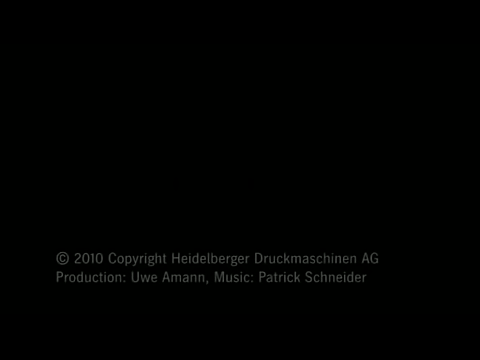 © 2010 Copyright Heidelberger Druckmaschinen AG
Production: Uwe Amann, Music: Patrick Schneider